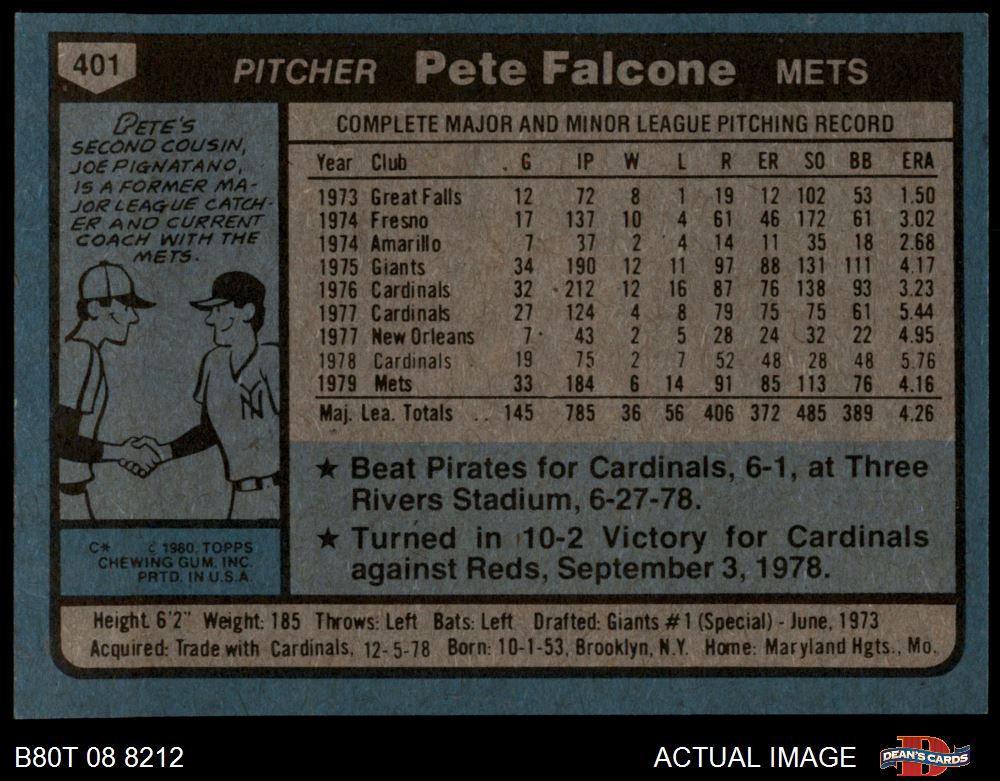 401 PITCHER Pete Falcone METS
PETE'S
SECOND COUSIN,
JOE PIGNATANO,
IS A FORMER MA-
JOR LEAGUE CATCH-
ER AND CURRENT
COACH WITH THE
METS.
NY
C* © 1980, TOPPS
CHEWING GUM, INC.
PRTD. IN U.S.A.
COMPLETE MAJOR AND MINOR LEAGUE PITCHING RECORD
Year Club G IP W L R ER SO BB ERA
1973 Great Falls 12 72 8 1 19 12 102 53 1.50
1974 Fresno 17 137 10 4 61 46 172 61 3.02
1974 Amarillo 7 37 2 4 14 11 35 18 2.68
1975 Giants 34 190 12 11 97 88 131 111 4.17
1976 Cardinals 32 212 12 16 87 76 138 93 3.23
1977 Cardinals 27 124 4 8 79 75 75 61 5.44
1977 New Orleans 7 43 2 5 28 24 32 22 4.95
1978 Cardinals 19 75 2 7 52 48 28 48 5.76
1979 Mets 33 184 6 14 91 85 113 76 4.16
Maj. Lea. Totals .. 145 785 36 56 406 372 485 389 4.26
★ Beat Pirates for Cardinals, 6-1, at Three
Rivers Stadium, 6-27-78.
★ Turned in 10-2 Victory for Cardinals
against Reds, September 3, 1978.
Height: 6'2" Weight: 185 Throws: Left Bats: Left Drafted: Giants #1 (Special) - June, 1973
Acquired: Trade with Cardinals, 12-5-78 Born: 10-1-53, Brooklyn, N.Y. Home: Maryland Hgts., Mo.
B80T 08 8212 ACTUAL IMAGE DEAN'S CARDS